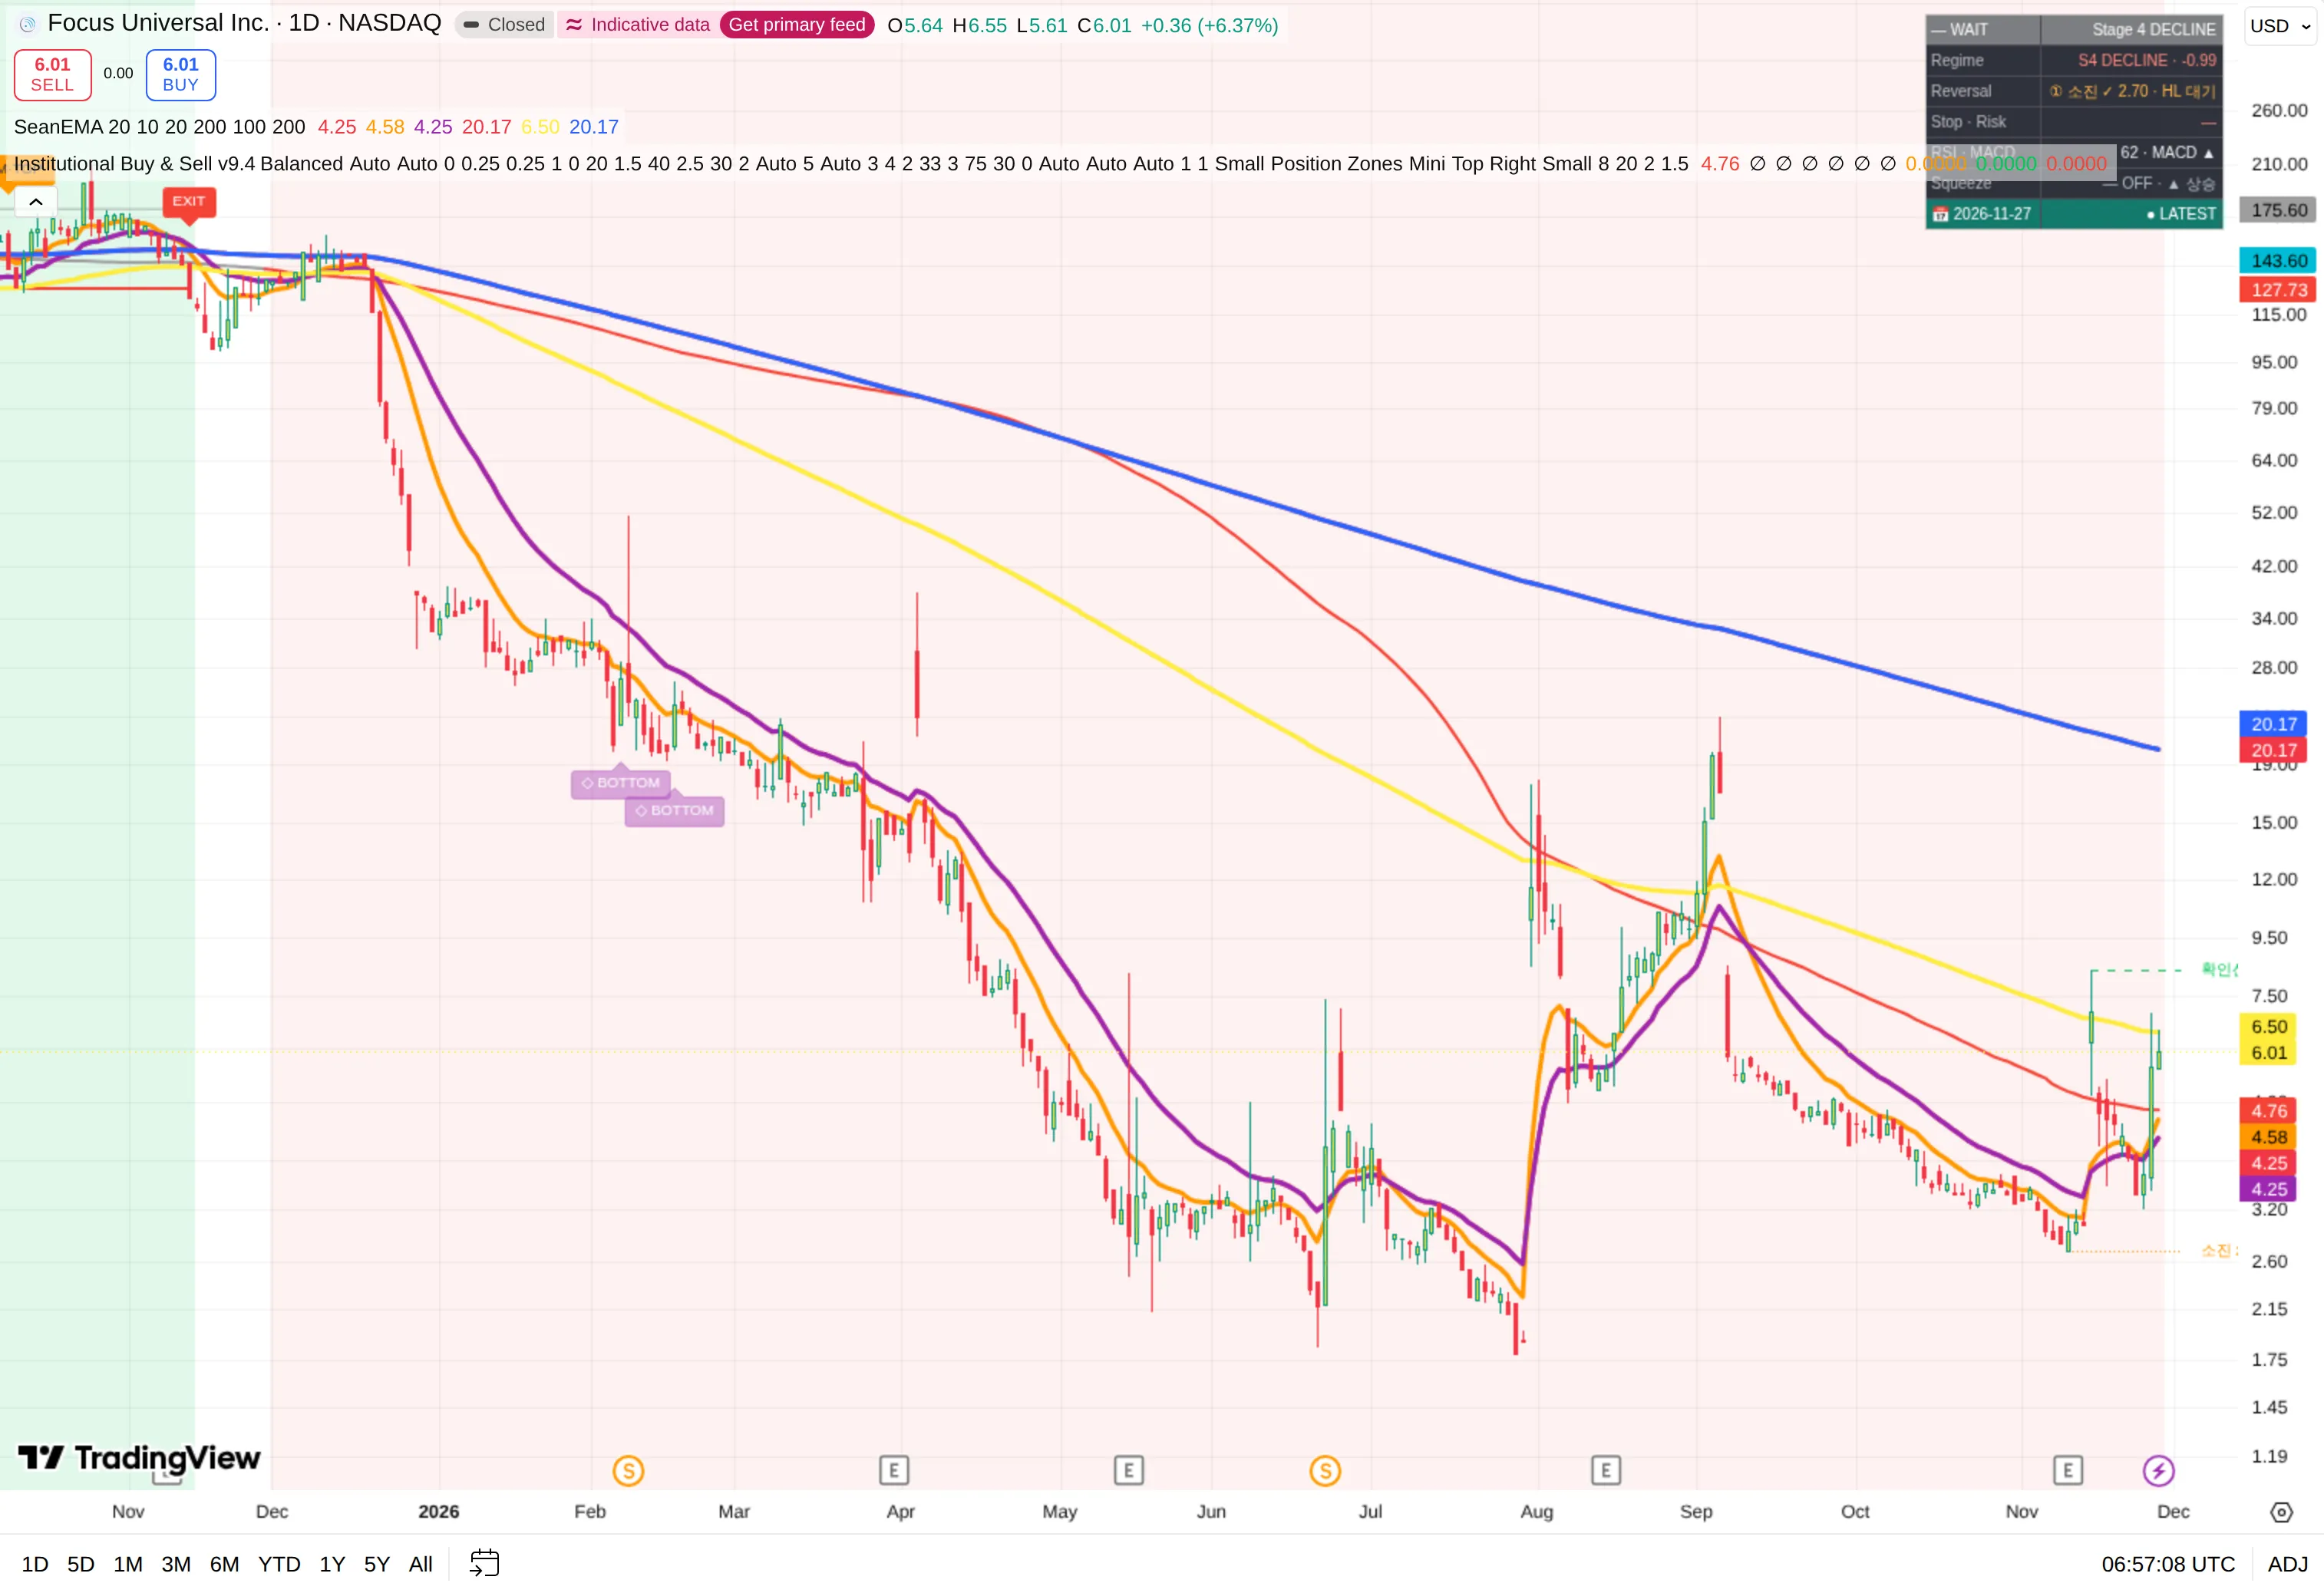 Focus Universal Inc. · 1D · NASDAQ Closed Indicative data Get primary feed O5.64 H6.55 L5.61 C6.01 +0.36 (+6.37%)
6.01 SELL 0.00 6.01 BUY
SeanEMA 20 10 20 200 100 200 4.25 4.58 4.25 20.17 6.50 20.17
Institutional Buy & Sell v9.4 Balanced Auto Auto 0 0.25 0.25 1 0 20 1.5 40 2.5 30 2 Auto 5 Auto 3 4 2 33 3 75 30 0 Auto Auto Auto 1 1 Small Position Zones Mini Top Right Small 8 20 2 1.5 4.76 ∅ ∅ ∅ ∅ ∅ ∅ 0.0000 0.0000 0.0000
— WAIT Stage 4 DECLINE
Regime S4 DECLINE · -0.99
Reversal ① 소진 ✓ 2.70 · HL 대기
Stop · Risk —
RSI · MACD 62 · MACD ▲
Squeeze — OFF · ▲ 상승
📅 2026-11-27 ● LATEST
USD
260.00
210.00
175.60
143.60
127.73
115.00
95.00
79.00
64.00
52.00
42.00
34.00
28.00
20.17
20.17
19.00
15.00
12.00
9.50
7.50
6.50
6.01
4.76
4.58
4.25
4.25
3.20
2.60
2.15
1.75
1.45
1.19
EXIT
◇ BOTTOM
◇ BOTTOM
소진
TradingView
S E E S E E
Nov Dec 2026 Feb Mar Apr May Jun Jul Aug Sep Oct Nov Dec
1D 5D 1M 3M 6M YTD 1Y 5Y All 06:57:08 UTC ADJ